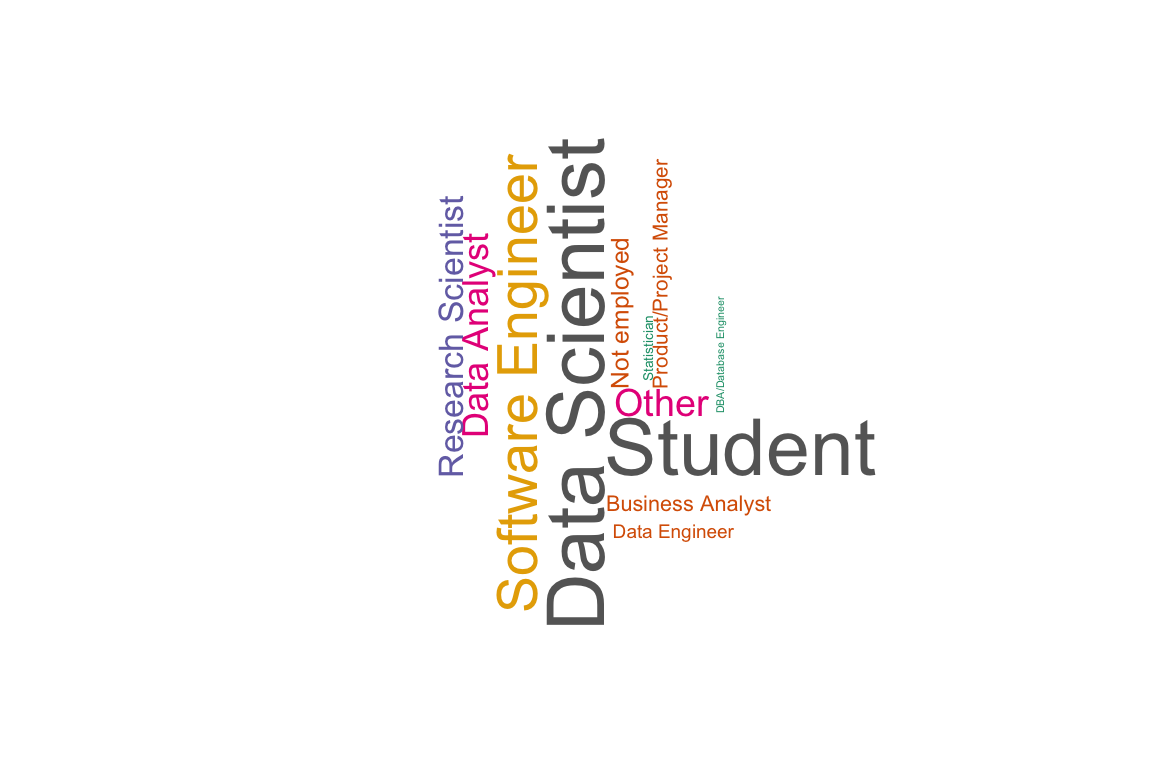 Research Scientist
Data Analyst
Software Engineer
Data Scientist
Not employed
Statistician
Product/Project Manager
DBA/Database Engineer
Other
Student
Business Analyst
Data Engineer